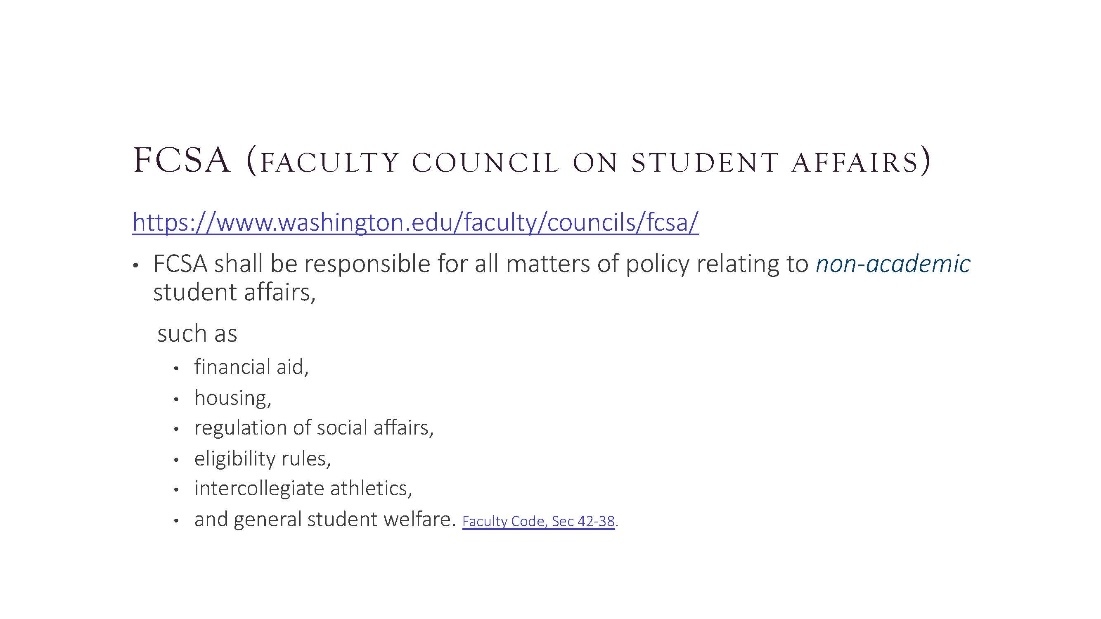 FCSA (FACULTY COUNCIL ON STUDENT AFFAIRS)
https://www.washington.edu/faculty/councils/fcsa/
• FCSA shall be responsible for all matters of policy relating to non-academic
student affairs,
such as
• financial aid,
• housing,
• regulation of social affairs,
• eligibility rules,
• intercollegiate athletics,
• and general student welfare. Faculty Code, Sec 42-38.